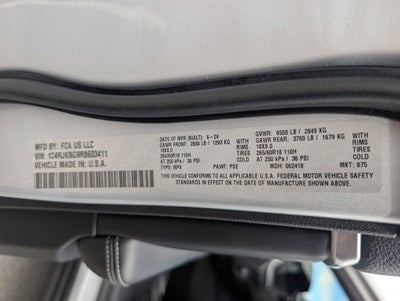 MFD BY: FCA US LLC
DATE OF MFR (BUILT): 6-24
GVWR: 6500 LB / 2949 KG
GAWR FRONT: 2850 LB / 1293 KG WITH
GAWR REAR: 3700 LB / 1679 KG WITH
18X8.0 RIMS
18X8.0 RIMS
265/60R18 110H TIRES
265/60R18 110H TIRES
AT 250 kPa / 36 PSI COLD
AT 250 kPa / 36 PSI COLD
VIN: 1C4RJKBG9R8603411
TYPE: MPV
PAINT: PSE
MDH: 062418
MKT: 875
VEHICLE MADE IN: U.S.A.
THIS VEHICLE CONFORMS TO ALL APPLICABLE U.S.A. FEDERAL MOTOR VEHICLE SAFETY
STANDARDS IN EFFECT ON THE DATE OF MANUFACTURE SHOWN ABOVE